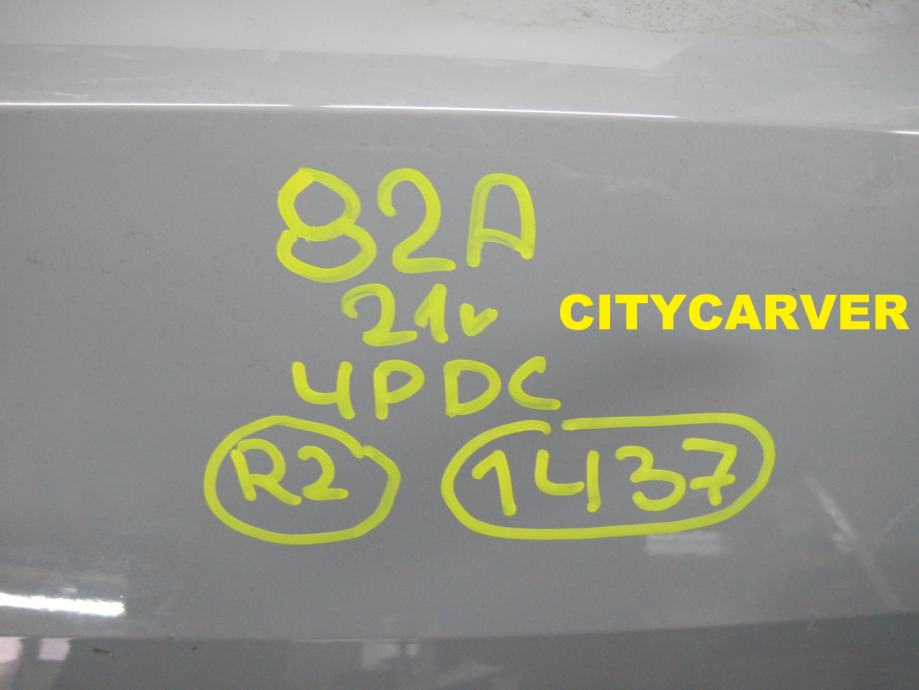 82A
21v
CITYCARVER
4PDC
R2 1437